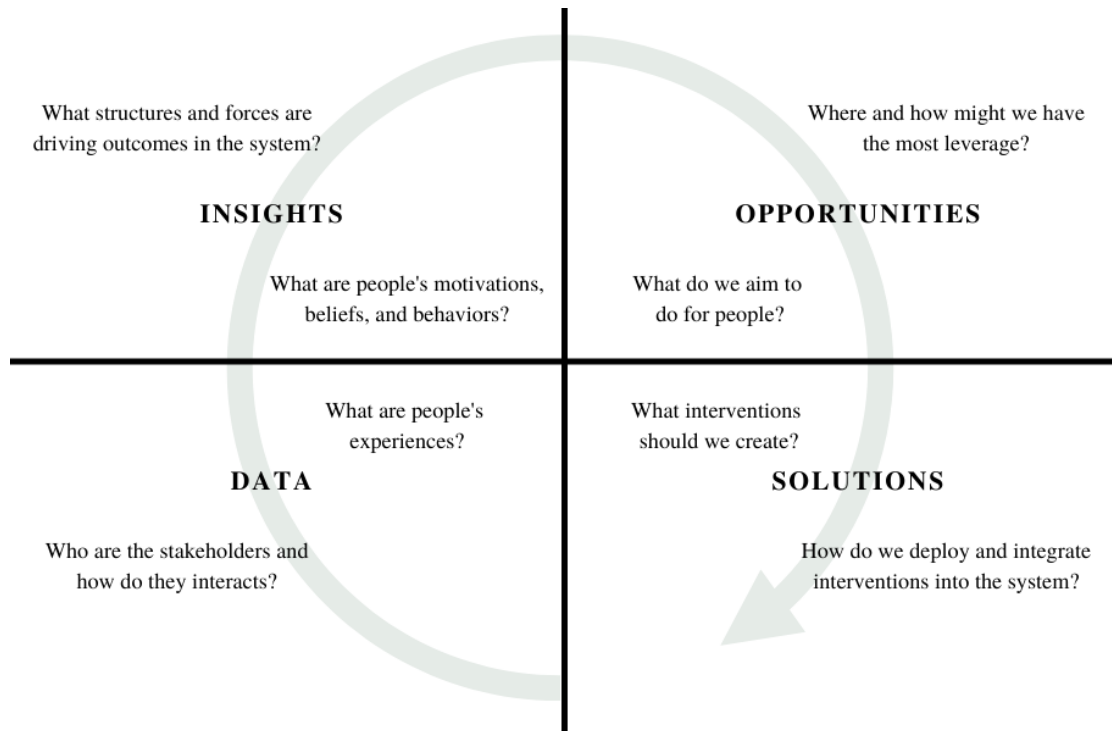 What structures and forces are
driving outcomes in the system?
INSIGHTS
What are people's motivations,
beliefs, and behaviors?
Where and how might we have
the most leverage?
OPPORTUNITIES
What do we aim to
do for people?
What are people's
experiences?
DATA
Who are the stakeholders and
how do they interacts?
What interventions
should we create?
SOLUTIONS
How do we deploy and integrate
interventions into the system?